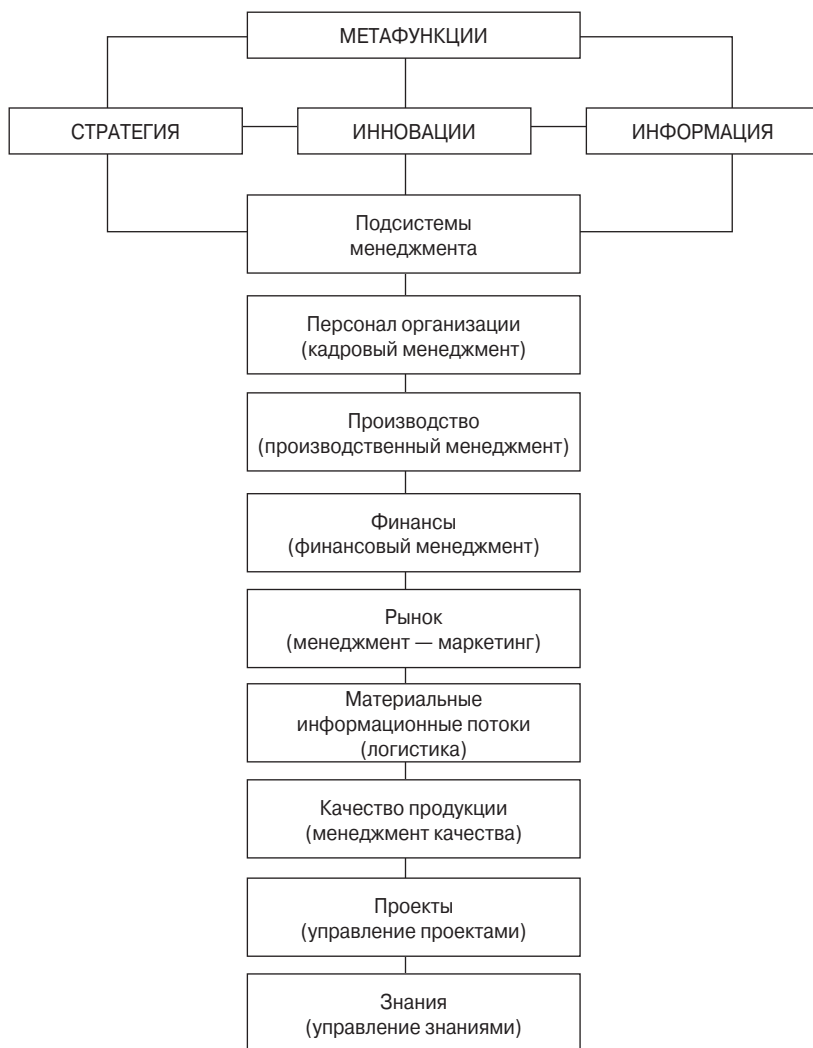 МЕТАФУНКЦИИ
СТРАТЕГИЯ
ИННОВАЦИИ
ИНФОРМАЦИЯ
Подсистемы
менеджмента
Персонал организации
(кадровый менеджмент)
Производство
(производственный менеджмент)
Финансы
(финансовый менеджмент)
Рынок
(менеджмент — маркетинг)
Материальные
информационные потоки
(логистика)
Качество продукции
(менеджмент качества)
Проекты
(управление проектами)
Знания
(управление знаниями)